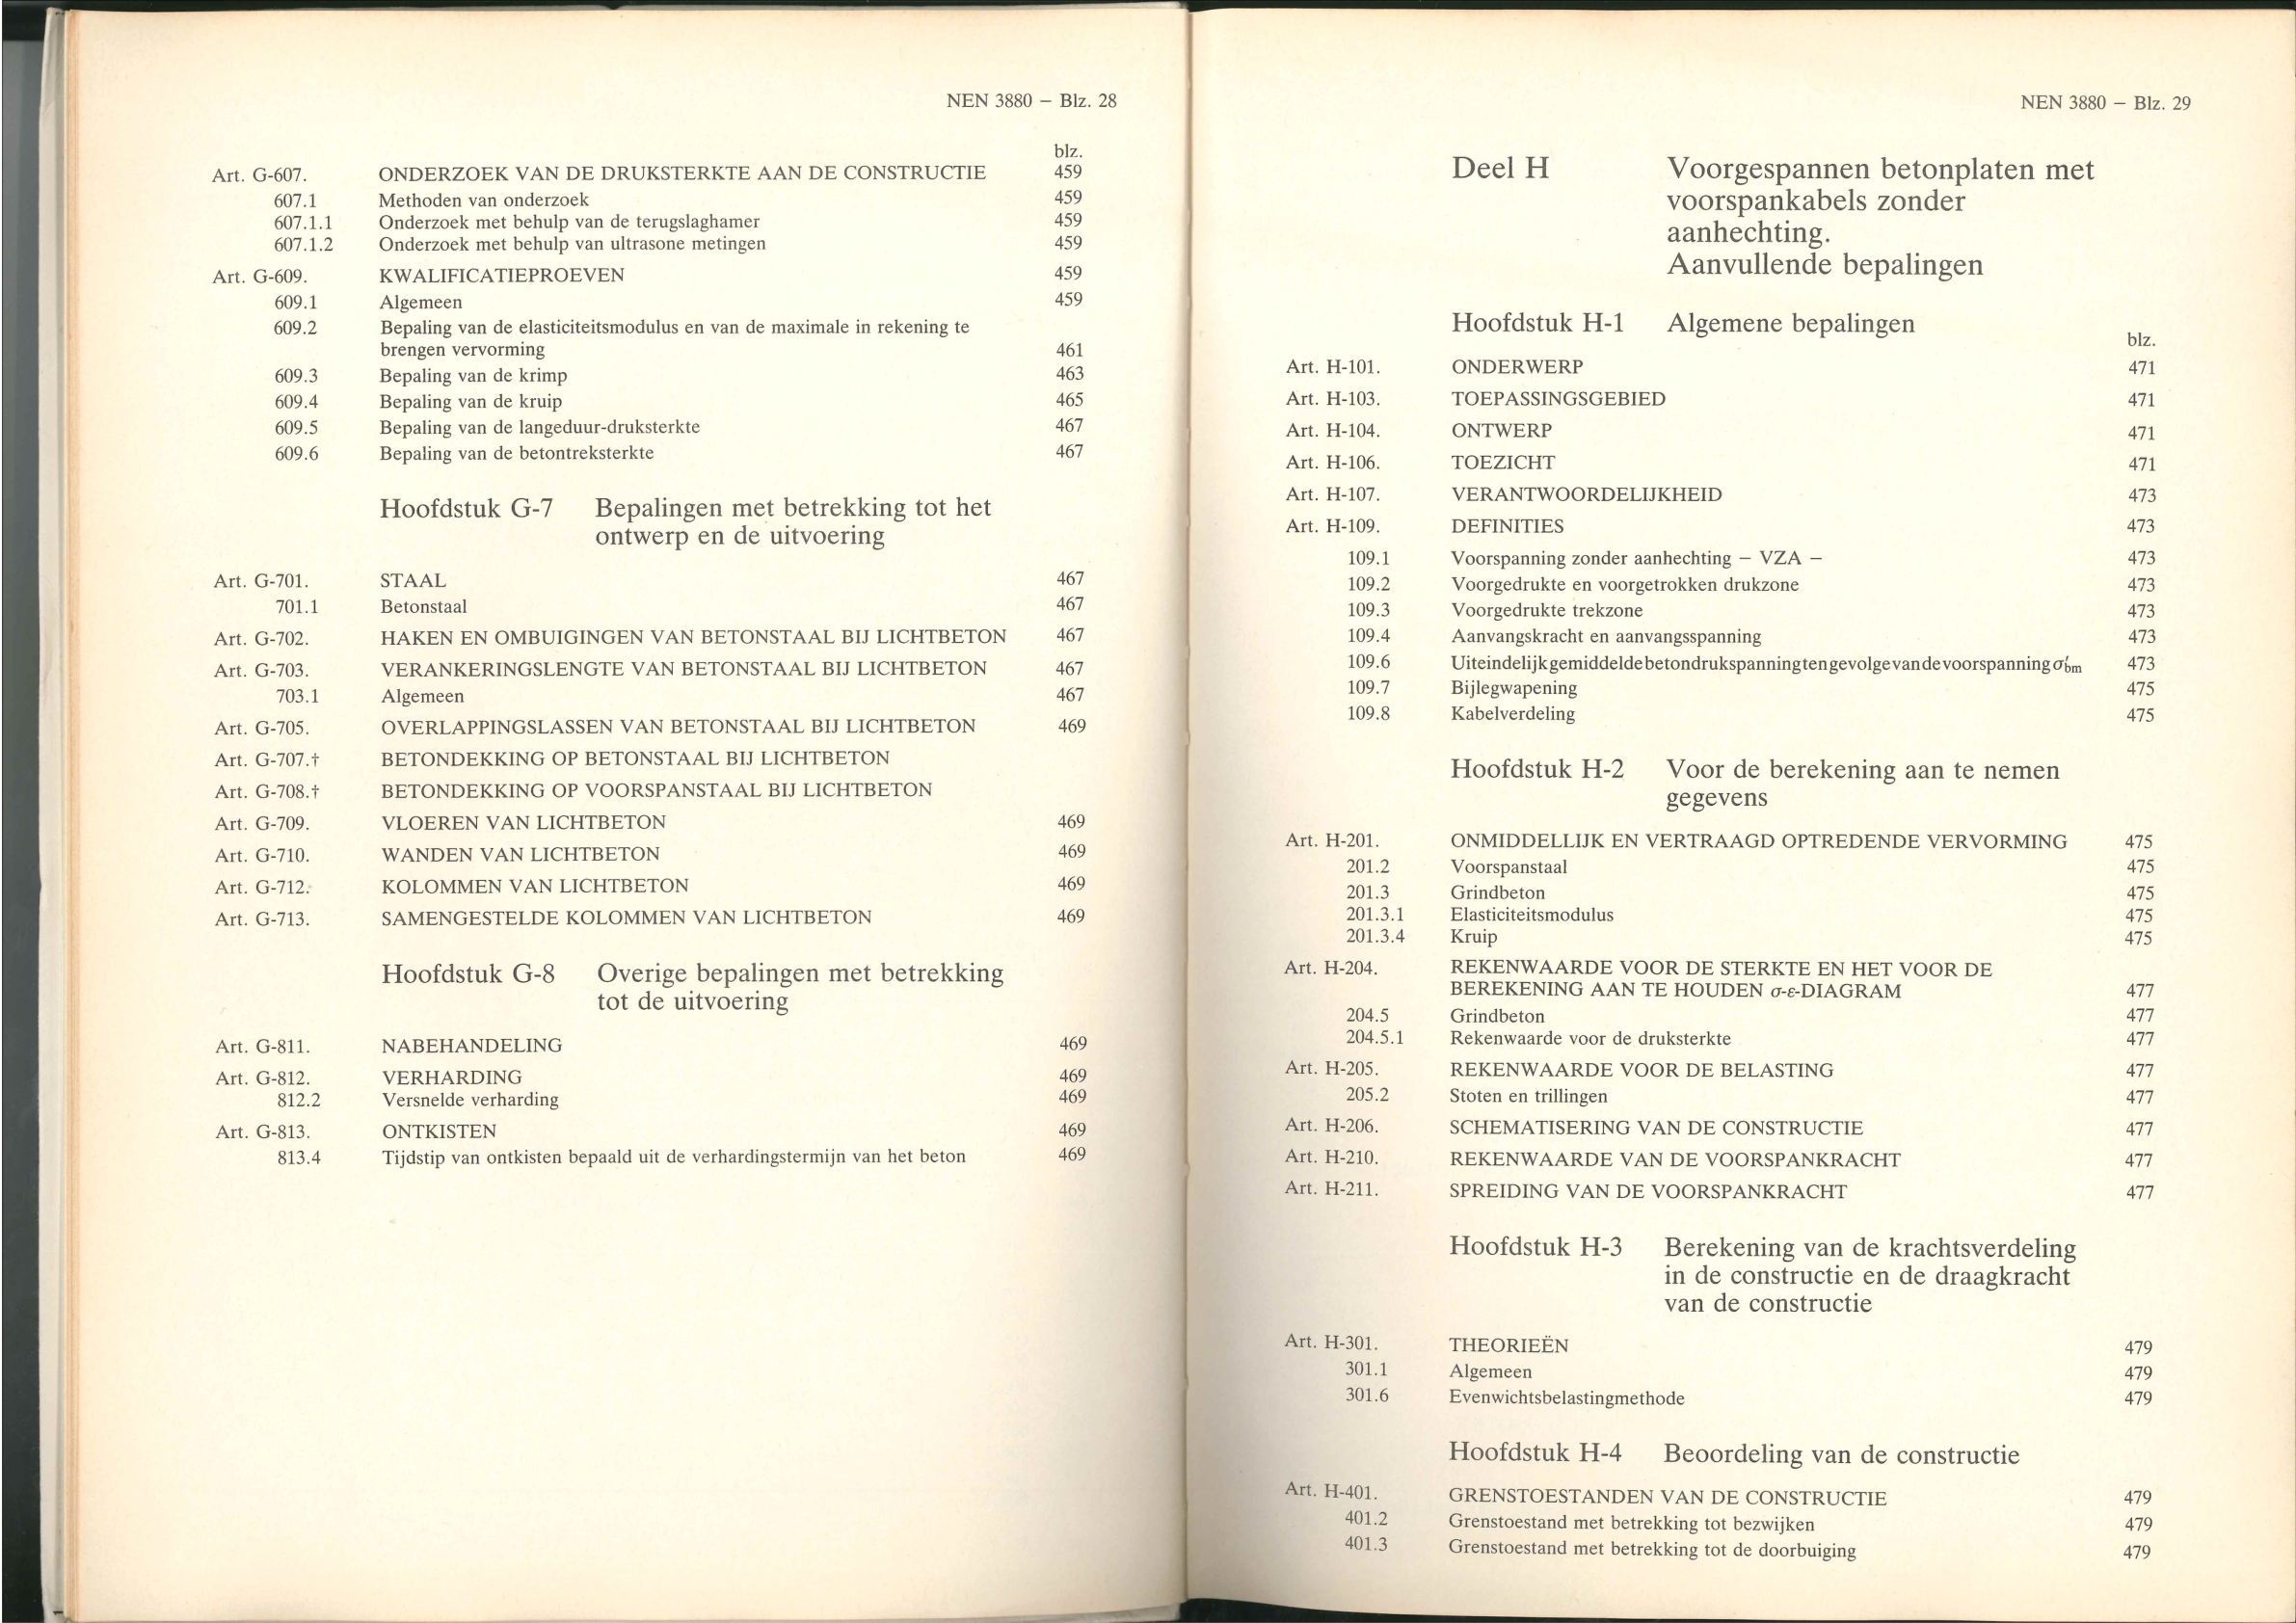 NEN 3880 — Blz. 28
blz.
Art. G-607. ONDERZOEK VAN DE DRUKSTERKTE AAN DE CONSTRUCTIE 459
607.1 Methoden van onderzoek 459
607.1.1 Onderzoek met behulp van de terugslaghamer 459
607.1.2 Onderzoek met behulp van ultrasone metingen 459
Art. G-609. KWALIFICATIEPROEVEN 459
609.1 Algemeen 459
609.2 Bepaling van de elasticiteitsmodulus en van de maximale in rekening te
brengen vervorming 461
609.3 Bepaling van de krimp 463
609.4 Bepaling van de kruip 465
609.5 Bepaling van de langeduur-druksterkte 467
609.6 Bepaling van de betontreksterkte 467
Hoofdstuk G-7 Bepalingen met betrekking tot het
ontwerp en de uitvoering
Art. G-701. STAAL 467
701.1 Betonstaal 467
Art. G-702. HAKEN EN OMBUIGINGEN VAN BETONSTAAL BIJ LICHTBETON 467
Art. G-703. VERANKERINGSLENGTE VAN BETONSTAAL BIJ LICHTBETON 467
703.1 Algemeen 467
Art. G-705. OVERLAPPINGSLASSEN VAN BETONSTAAL BIJ LICHTBETON 469
Art. G-707.† BETONDEKKING OP BETONSTAAL BIJ LICHTBETON
Art. G-708.† BETONDEKKING OP VOORSPANSTAAL BIJ LICHTBETON
Art. G-709. VLOEREN VAN LICHTBETON 469
Art. G-710. WANDEN VAN LICHTBETON 469
Art. G-712. KOLOMMEN VAN LICHTBETON 469
Art. G-713. SAMENGESTELDE KOLOMMEN VAN LICHTBETON 469
Hoofdstuk G-8 Overige bepalingen met betrekking
tot de uitvoering
Art. G-811. NABEHANDELING 469
Art. G-812. VERHARDING 469
812.2 Versnelde verharding 469
Art. G-813. ONTKISTEN 469
813.4 Tijdstip van ontkisten bepaald uit de verhardingstermijn van het beton 469
NEN 3880 — Blz. 29
Deel H Voorgespannen betonplaten met
voorspankabels zonder
aanhechting.
Aanvullende bepalingen
Hoofdstuk H-1 Algemene bepalingen
blz.
Art. H-101. ONDERWERP 471
Art. H-103. TOEPASSINGSGEBIED 471
Art. H-104. ONTWERP 471
Art. H-106. TOEZICHT 471
Art. H-107. VERANTWOORDELIJKHEID 473
Art. H-109. DEFINITIES 473
109.1 Voorspanning zonder aanhechting — VZA — 473
109.2 Voorgedrukte en voorgetrokken drukzone 473
109.3 Voorgedrukte trekzone 473
109.4 Aanvangskracht en aanvangsspanning 473
109.6 Uiteindelijk gemiddelde betondrukspanning ten gevolge van de voorspanning σ′bm 473
109.7 Bijlegwapening 475
109.8 Kabelverdeling 475
Hoofdstuk H-2 Voor de berekening aan te nemen
gegevens
Art. H-201. ONMIDDELLIJK EN VERTRAAGD OPTREDENDE VERVORMING 475
201.2 Voorspanstaal 475
201.3 Grindbeton 475
201.3.1 Elasticiteitsmodulus 475
201.3.4 Kruip 475
Art. H-204. REKENWAARDE VOOR DE STERKTE EN HET VOOR DE
BEREKENING AAN TE HOUDEN σ-ε-DIAGRAM 477
204.5 Grindbeton 477
204.5.1 Rekenwaarde voor de druksterkte 477
Art. H-205. REKENWAARDE VOOR DE BELASTING 477
205.2 Stoten en trillingen 477
Art. H-206. SCHEMATISERING VAN DE CONSTRUCTIE 477
Art. H-210. REKENWAARDE VAN DE VOORSPANKRACHT 477
Art. H-211. SPREIDING VAN DE VOORSPANKRACHT 477
Hoofdstuk H-3 Berekening van de krachtsverdeling
in de constructie en de draagkracht
van de constructie
Art. H-301. THEORIEËN 479
301.1 Algemeen 479
301.6 Evenwichtsbelastingmethode 479
Hoofdstuk H-4 Beoordeling van de constructie
Art. H-401. GRENSTOESTANDEN VAN DE CONSTRUCTIE 479
401.2 Grenstoestand met betrekking tot bezwijken 479
401.3 Grenstoestand met betrekking tot de doorbuiging 479